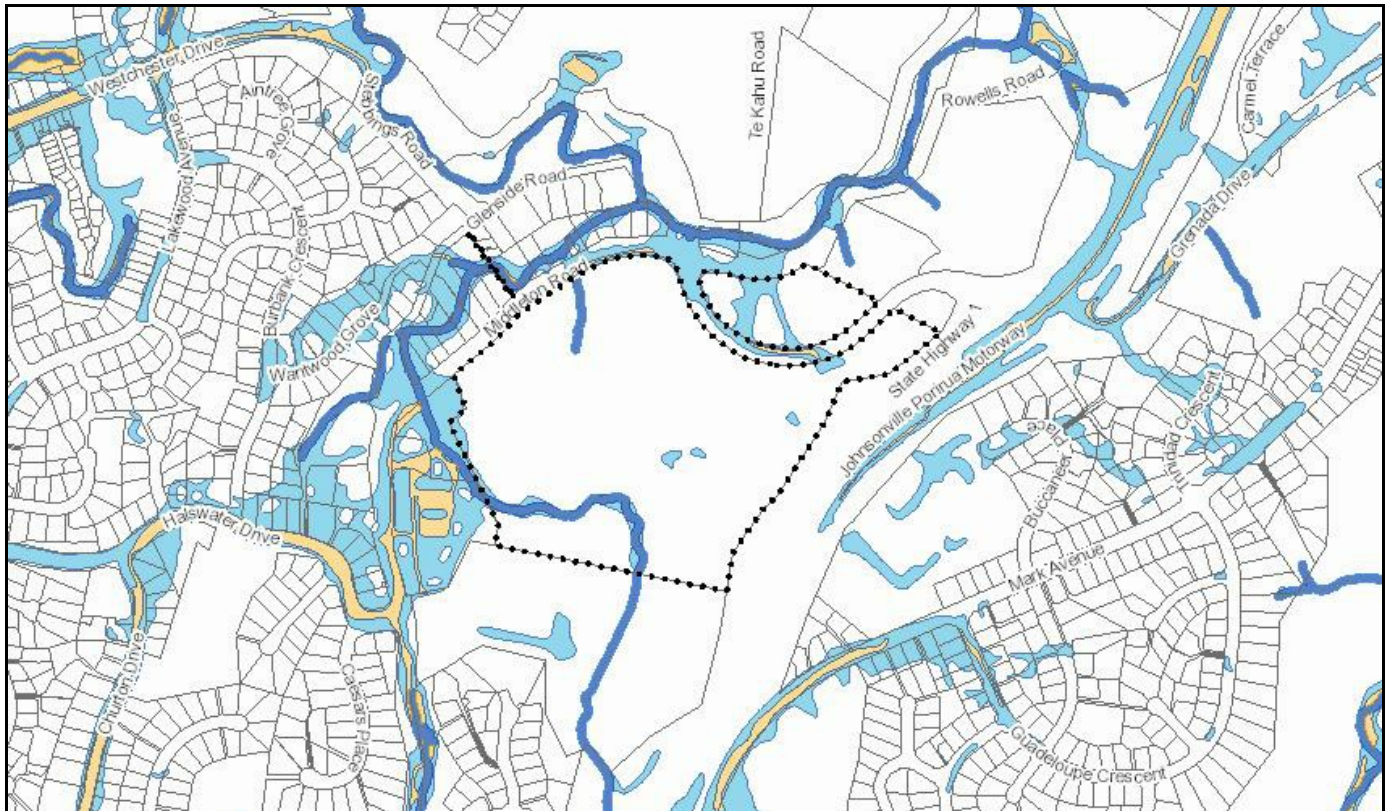 Westchester Drive
Stebbings Road
Aintree Grove
Lakewood Avenue
Te Kahu Road
Rowells Road
Carmel Terrace
Grenada Drive
Glenside Road
Burbank Crescent
Middleton Road
Wantwood Grove
State Highway 1
Johnsonville Porirua Motorway
Trinidad Crescent
Buccaneer Place
Halswater Drive
Mark Avenue
Churton Drive
Caesars Place
Guadeloupe Crescent